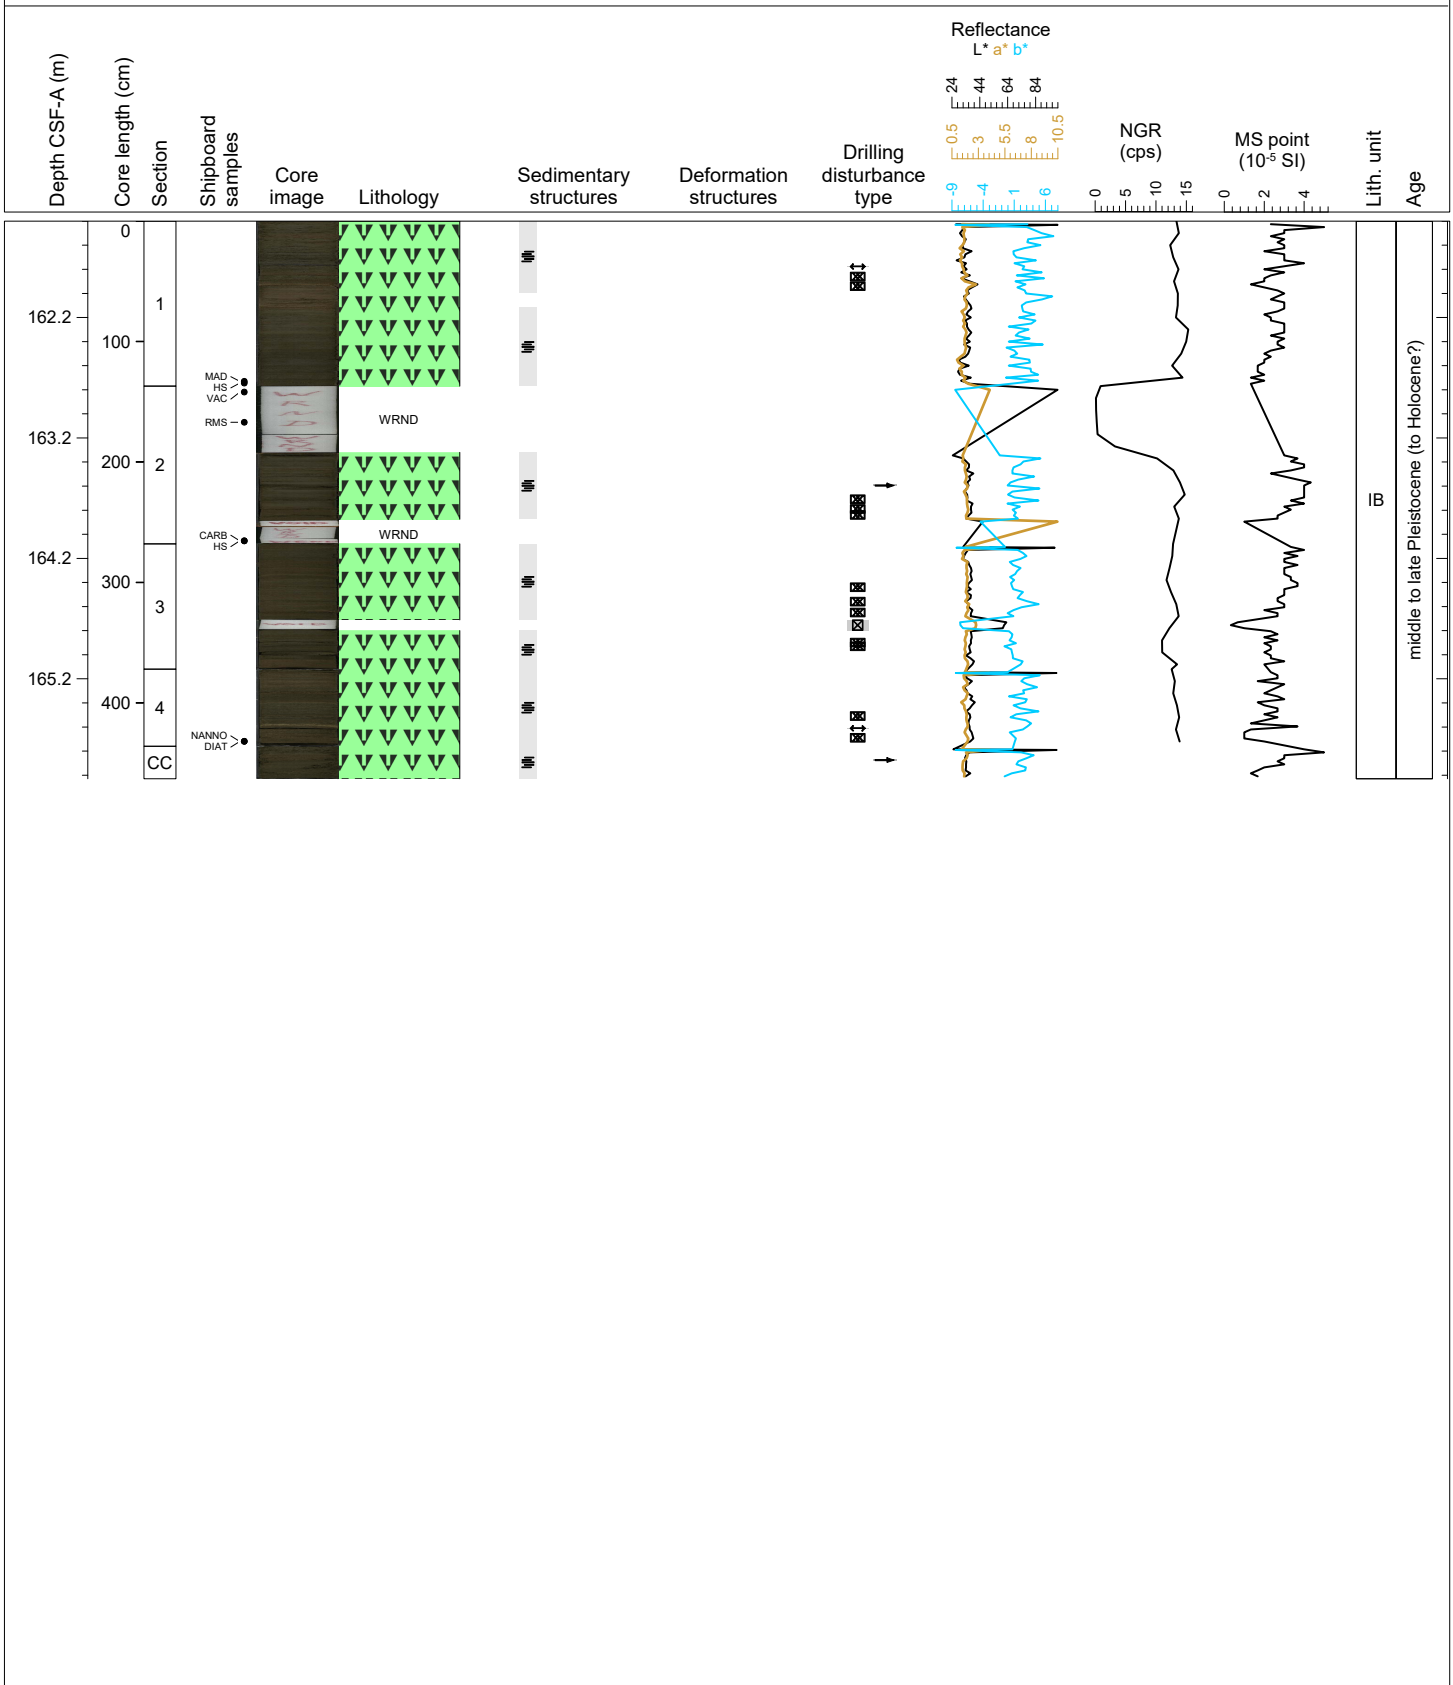 Depth CSF-A (m)
Core length (cm)
Section
Shipboard
samples
Core
image
Lithology
Sedimentary
structures
Deformation
structures
Drilling
disturbance
type
Reflectance
L* a* b*
24 44 64 84
0.5 3 5.5 8 10.5
-9 -4 1 6
NGR
(cps)
0 5 10 15
MS point
(10-5 SI)
0 2 4
Lith. unit
Age
0
1
162.2
100
MAD
HS
VAC
RMS
WRND
163.2
200
2
IB
middle to late Pleistocene (to Holocene?)
CARB
HS
WRND
164.2
300
3
165.2
400
4
NANNO
DIAT
CC